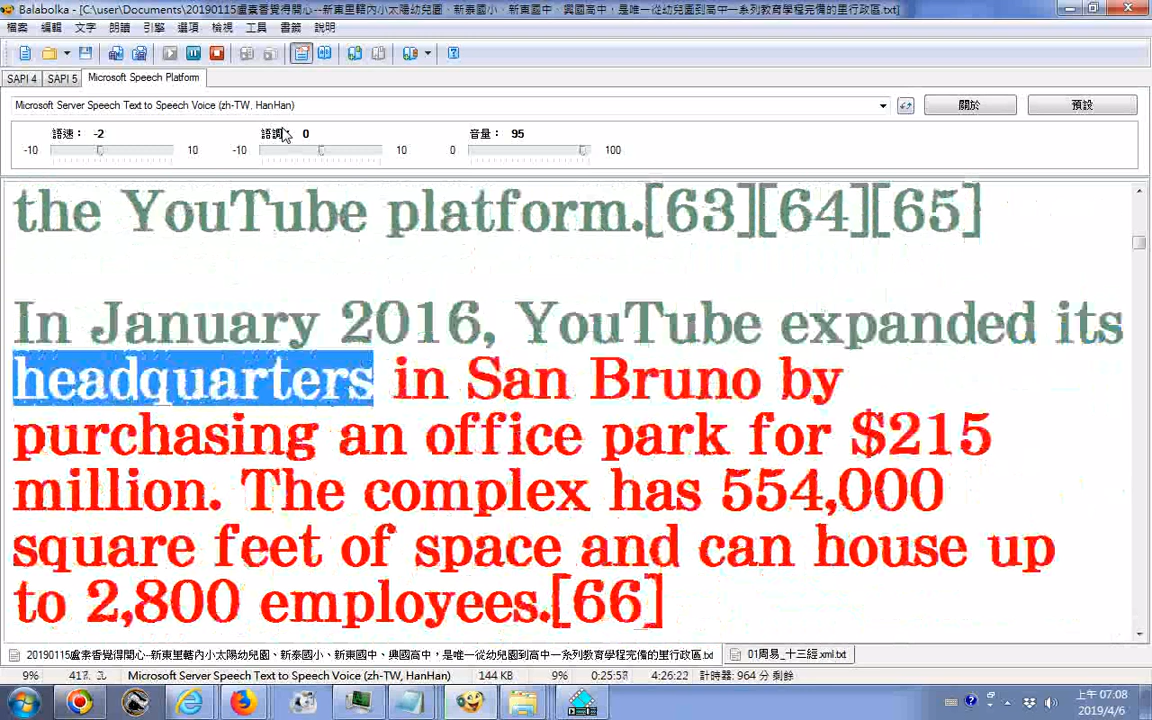 Balabolka - [C:\user\Documents\20190115盧素香覺得開心--新東里轄內小太陽幼兒園、新泰國小、新東國中、興國高中，是唯一從幼兒園到高中一系列教育學程完備的里行政區.txt]
檔案 編輯 文字 朗讀 引擎 選項 檢視 工具 書籤 說明
SAPI 4 SAPI 5 Microsoft Speech Platform
Microsoft Server Speech Text to Speech Voice (zh-TW, HanHan) 關於 預設
語速： -2 語調： 0 音量： 95
-10 10 -10 10 0 100
the YouTube platform.[63][64][65]
In January 2016, YouTube expanded its
headquarters in San Bruno by
purchasing an office park for $215
million. The complex has 554,000
square feet of space and can house up
to 2,800 employees.[66]
20190115盧素香覺得開心--新東里轄內小太陽幼兒園、新泰國小、新東國中、興國高中，是唯一從幼兒園到高中一系列教育學程完備的里行政區.txt 01周易_十三經.xml.txt
9% Microsoft Server Speech Text to Speech Voice (zh-TW, HanHan) 144 KB 9% 0:25:57 4:26:22 計時器: 964 分 剩餘
上午 07:08
2019/4/6